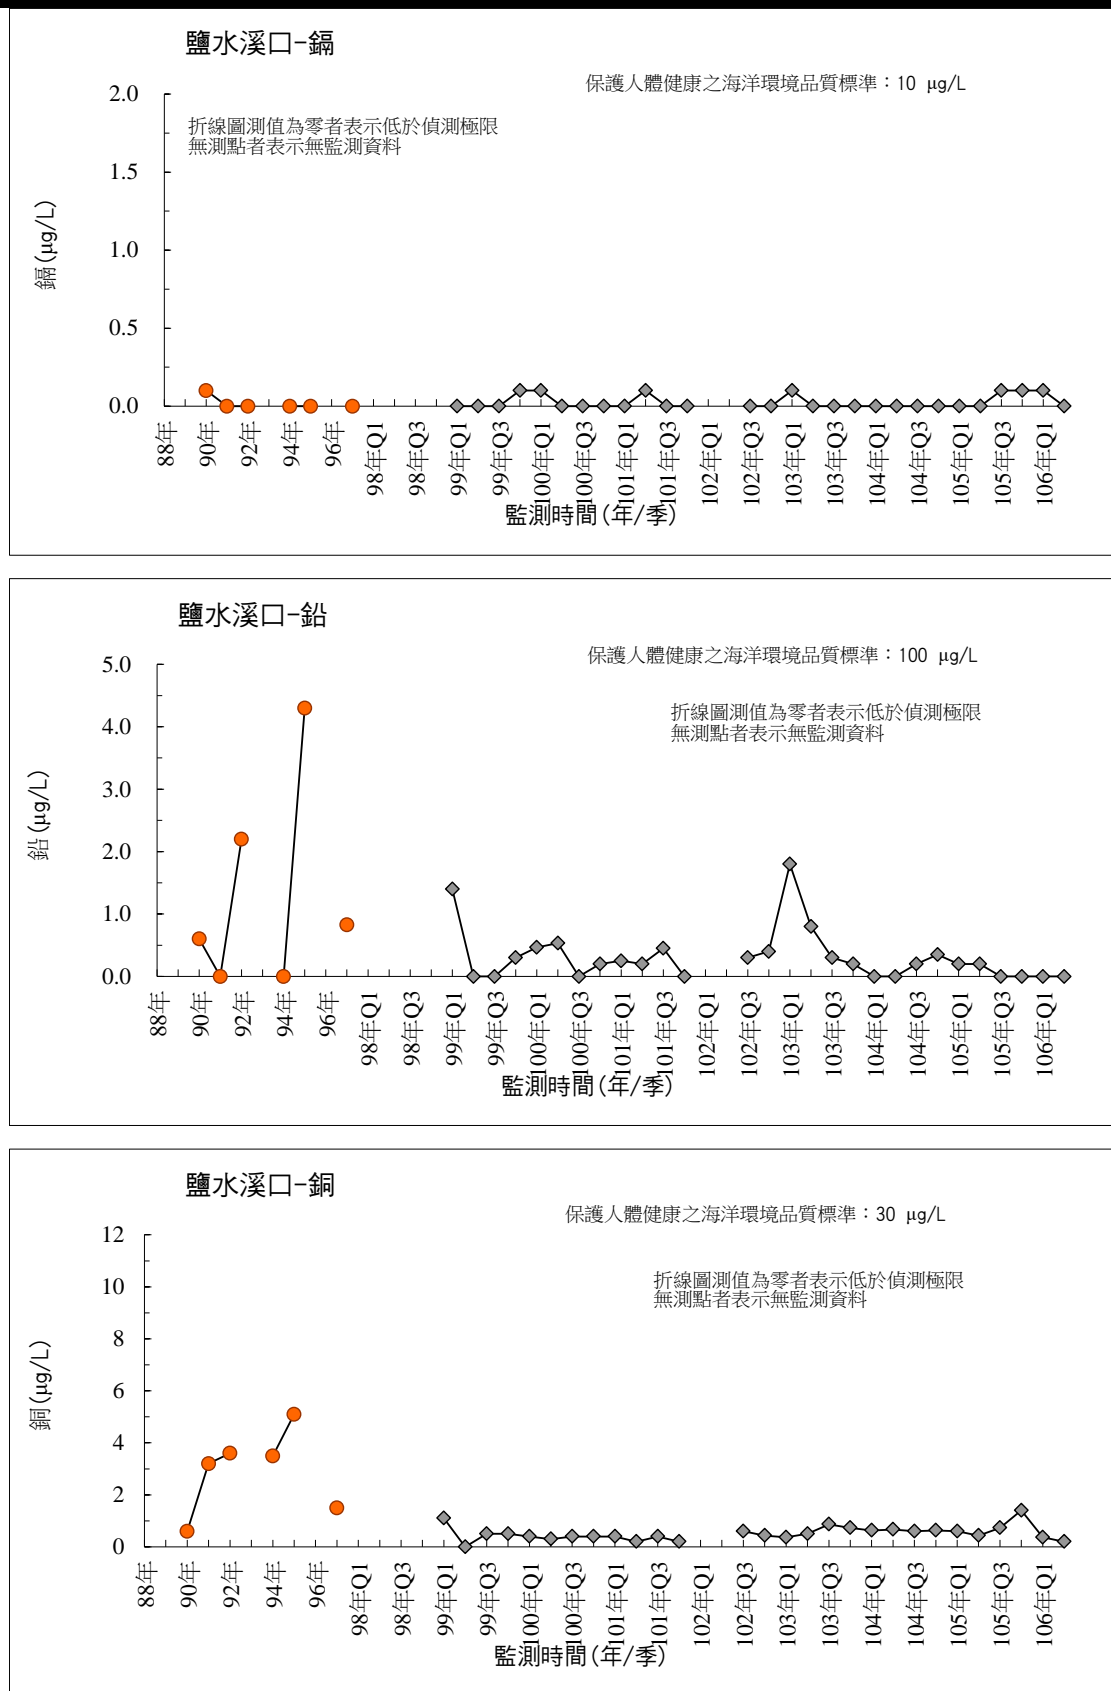 鹽水溪口-鎘
保護人體健康之海洋環境品質標準：10 μg/L
折線圖測值為零者表示低於偵測極限
無測點者表示無監測資料
鎘(μg/L)
2.0
1.5
1.0
0.5
0.0
88年
90年
92年
94年
96年
98年Q1
98年Q3
99年Q1
99年Q3
100年Q1
100年Q3
101年Q1
101年Q3
102年Q1
102年Q3
103年Q1
103年Q3
104年Q1
104年Q3
105年Q1
105年Q3
106年Q1
監測時間(年/季)
鹽水溪口-鉛
保護人體健康之海洋環境品質標準：100 μg/L
折線圖測值為零者表示低於偵測極限
無測點者表示無監測資料
鉛(μg/L)
5.0
4.0
3.0
2.0
1.0
0.0
88年
90年
92年
94年
96年
98年Q1
98年Q3
99年Q1
99年Q3
100年Q1
100年Q3
101年Q1
101年Q3
102年Q1
102年Q3
103年Q1
103年Q3
104年Q1
104年Q3
105年Q1
105年Q3
106年Q1
監測時間(年/季)
鹽水溪口-銅
保護人體健康之海洋環境品質標準：30 μg/L
折線圖測值為零者表示低於偵測極限
無測點者表示無監測資料
銅(μg/L)
12
10
8
6
4
2
0
88年
90年
92年
94年
96年
98年Q1
98年Q3
99年Q1
99年Q3
100年Q1
100年Q3
101年Q1
101年Q3
102年Q1
102年Q3
103年Q1
103年Q3
104年Q1
104年Q3
105年Q1
105年Q3
106年Q1
監測時間(年/季)